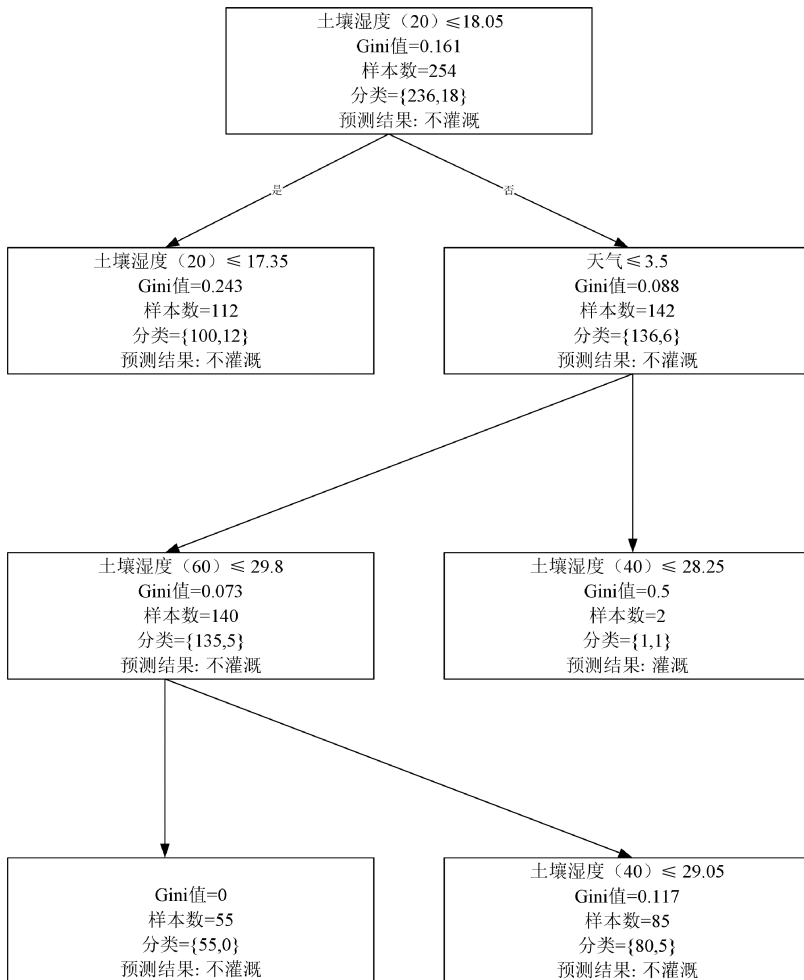 土壤湿度（20）≤18.05
Gini值=0.161
样本数=254
分类={236,18}
预测结果: 不灌溉
是
否
土壤湿度（20）≤ 17.35
Gini值=0.243
样本数=112
分类={100,12}
预测结果: 不灌溉
天气≤3.5
Gini值=0.088
样本数=142
分类={136,6}
预测结果: 不灌溉
土壤湿度（60）≤ 29.8
Gini值=0.073
样本数=140
分类={135,5}
预测结果: 不灌溉
土壤湿度（40）≤ 28.25
Gini值=0.5
样本数=2
分类={1,1}
预测结果: 灌溉
Gini值=0
样本数=55
分类={55,0}
预测结果: 不灌溉
土壤湿度（40）≤ 29.05
Gini值=0.117
样本数=85
分类={80,5}
预测结果: 不灌溉